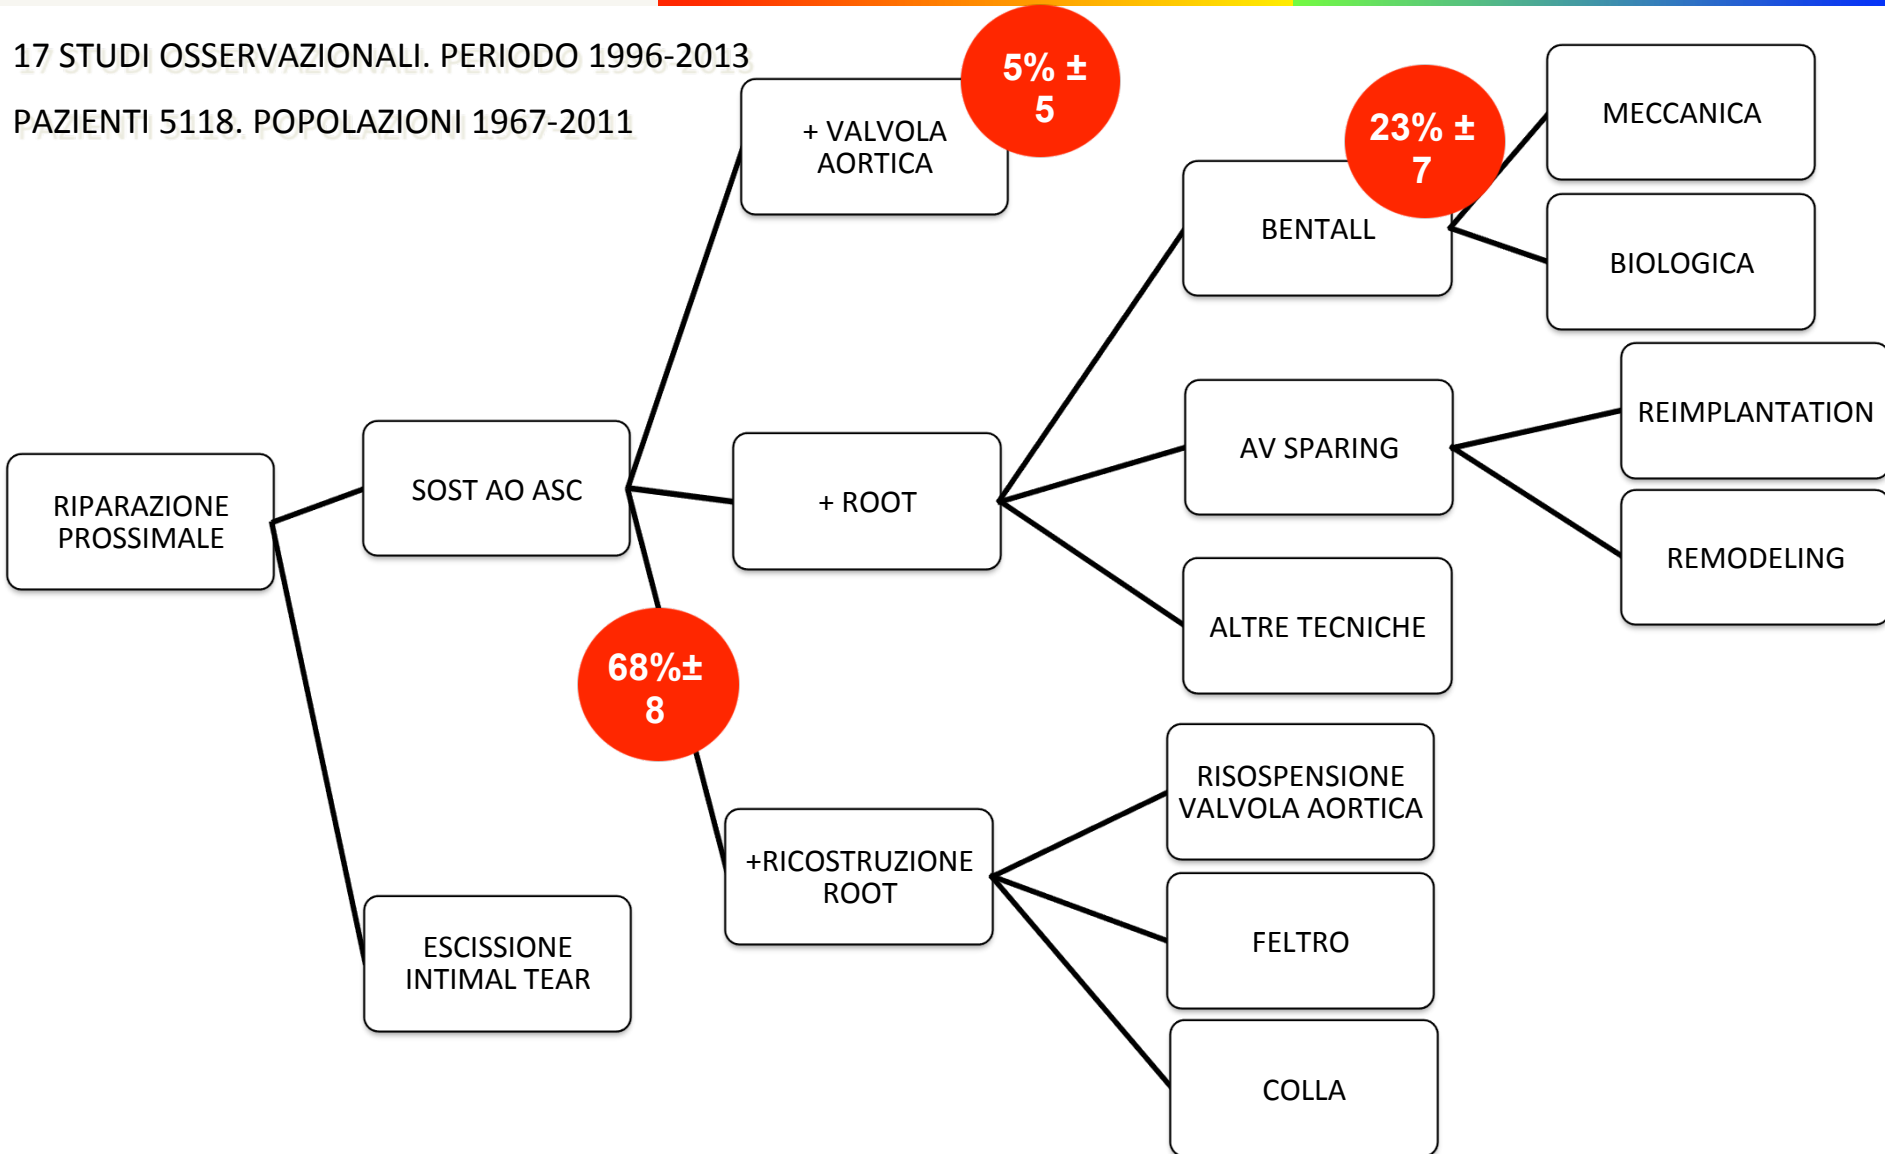 17 STUDI OSSERVAZIONALI. PERIODO 1996-2013
PAZIENTI 5118. POPOLAZIONI 1967-2011
+ VALVOLA
AORTICA
5% ±
5
23% ±
7
MECCANICA
BENTALL
BIOLOGICA
REIMPLANTATION
AV SPARING
SOST AO ASC
+ ROOT
RIPARAZIONE
PROSSIMALE
REMODELING
ALTRE TECNICHE
68%±
8
RISOSPENSIONE
VALVOLA AORTICA
+RICOSTRUZIONE
ROOT
ESCISSIONE
INTIMAL TEAR
FELTRO
COLLA